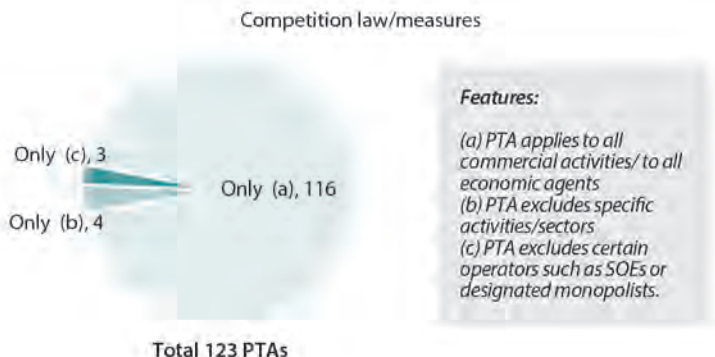 Competition law/measures
Only (c), 3
Only (a), 116
Only (b), 4
Total 123 PTAs
Features:
(a) PTA applies to all
commercial activities/ to all
economic agents
(b) PTA excludes specific
activities/sectors
(c) PTA excludes certain
operators such as SOEs or
designated monopolists.